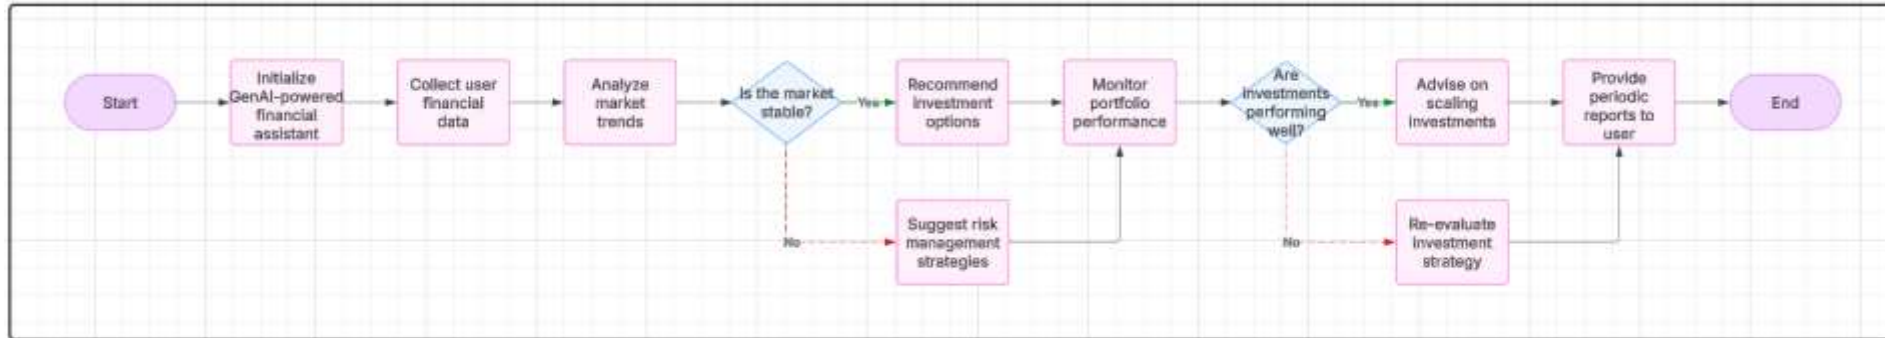 Start
Initialize
GenAI-powered
financial
assistant
Collect user
financial
data
Analyze
market
trends
Is the market
stable?
Yes
Recommend
investment
options
Monitor
portfolio
performance
Are
investments
performing
well?
Yes
Advise on
scaling
investments
Provide
periodic
reports to
user
End
No
Suggest risk
management
strategies
No
Re-evaluate
investment
strategy